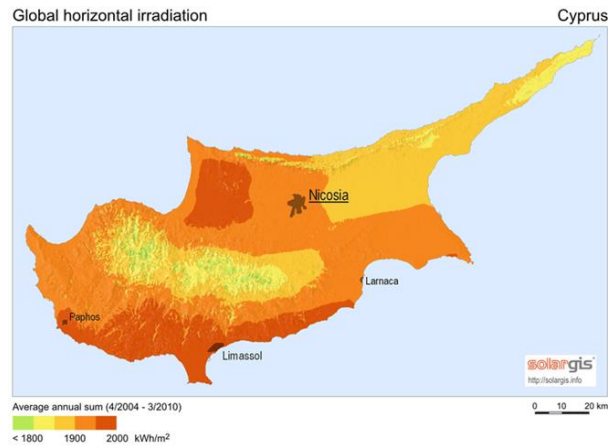 Global horizontal irradiation Cyprus
Nicosia
Larnaca
Paphos
Limassol
solargis
http://solargis.info
Average annual sum (4/2004 - 3/2010)
0 10 20 km
< 1800 1900 2000 kWh/m²